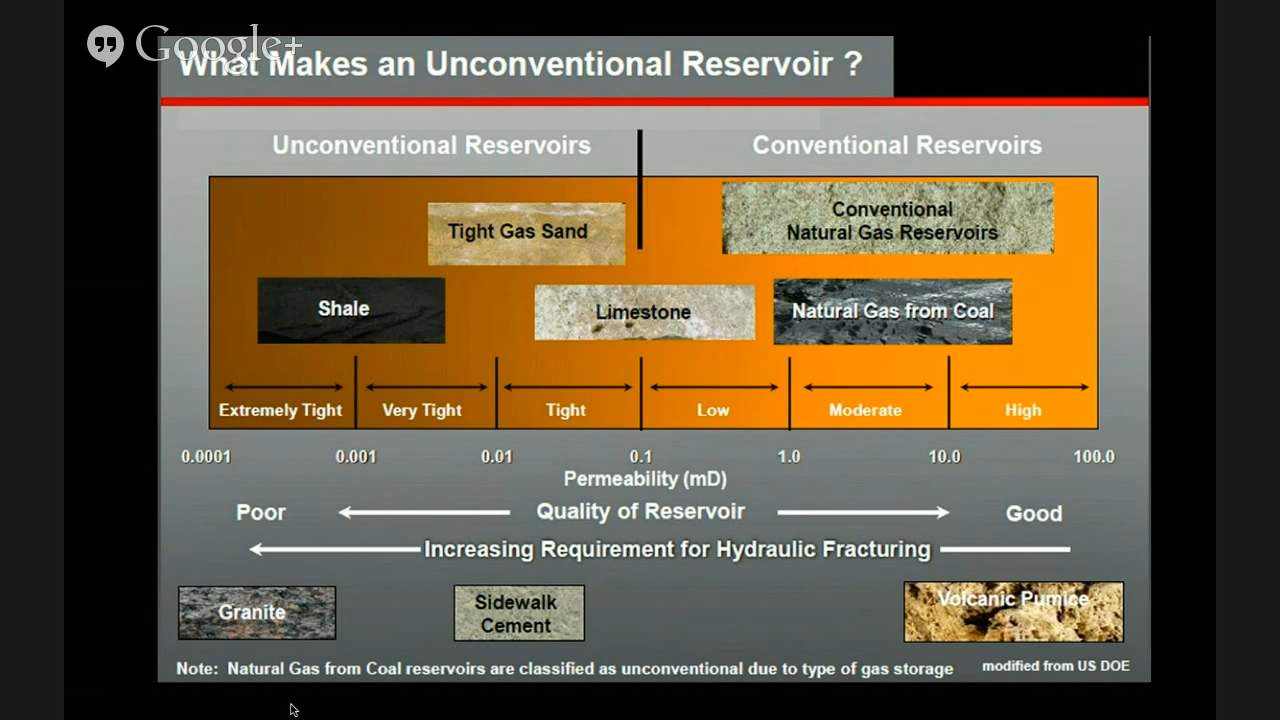 Google+
What Makes an Unconventional Reservoir ?
Unconventional Reservoirs
Conventional Reservoirs
Conventional
Natural Gas Reservoirs
Tight Gas Sand
Shale
Limestone
Natural Gas from Coal
Extremely Tight
Very Tight
Tight
Low
Moderate
High
0.0001
0.001
0.01
0.1
1.0
10.0
100.0
Permeability (mD)
Poor
Quality of Reservoir
Good
Increasing Requirement for Hydraulic Fracturing
Granite
Sidewalk
Cement
Volcanic Pumice
Note: Natural Gas from Coal reservoirs are classified as unconventional due to type of gas storage
modified from US DOE